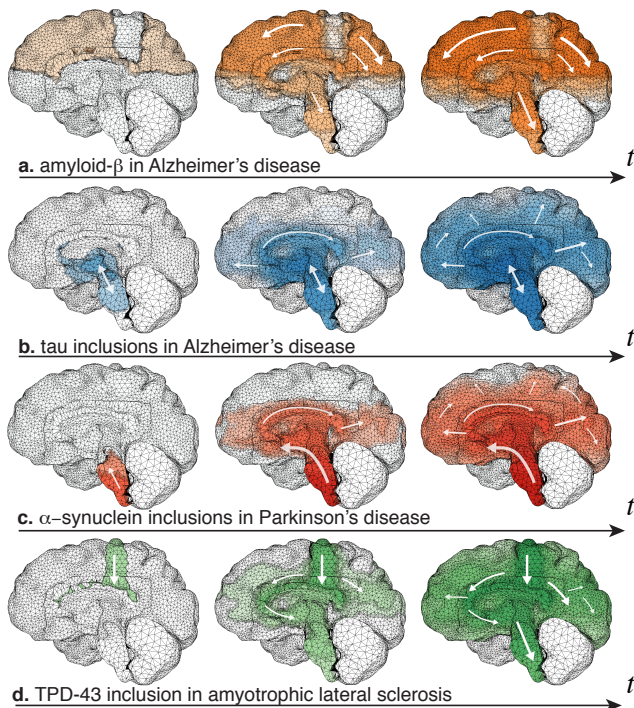 t
a. amyloid-β in Alzheimer's disease
t
b. tau inclusions in Alzheimer's disease
t
c. α–synuclein inclusions in Parkinson's disease
t
d. TPD-43 inclusion in amyotrophic lateral sclerosis